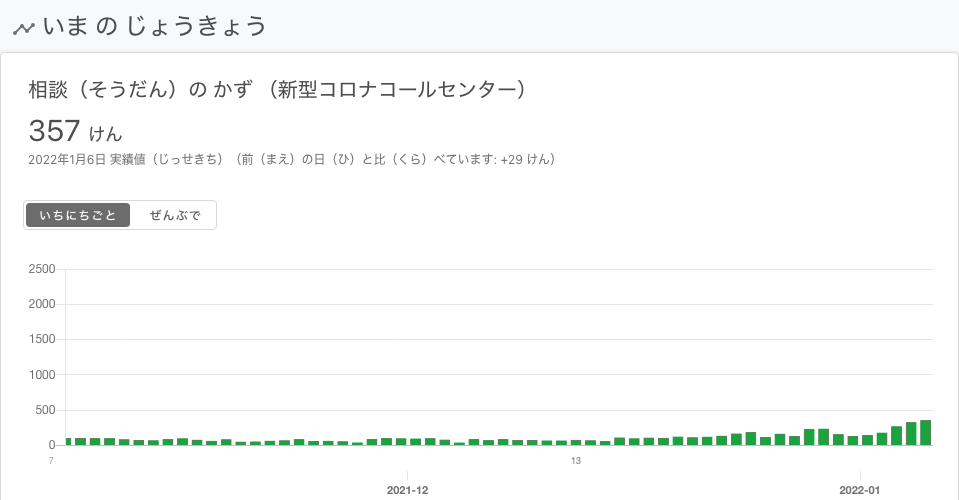 いま の じょうきょう
相談（そうだん）の かず （新型コロナコールセンター）
357 けん
2022年1月6日 実績値（じっせきち）（前（まえ）の日（ひ）と比（くら）べています: +29 けん）
いちにちごと ぜんぶで
2500
2000
1500
1000
500
0
7 13
2021-12 2022-01